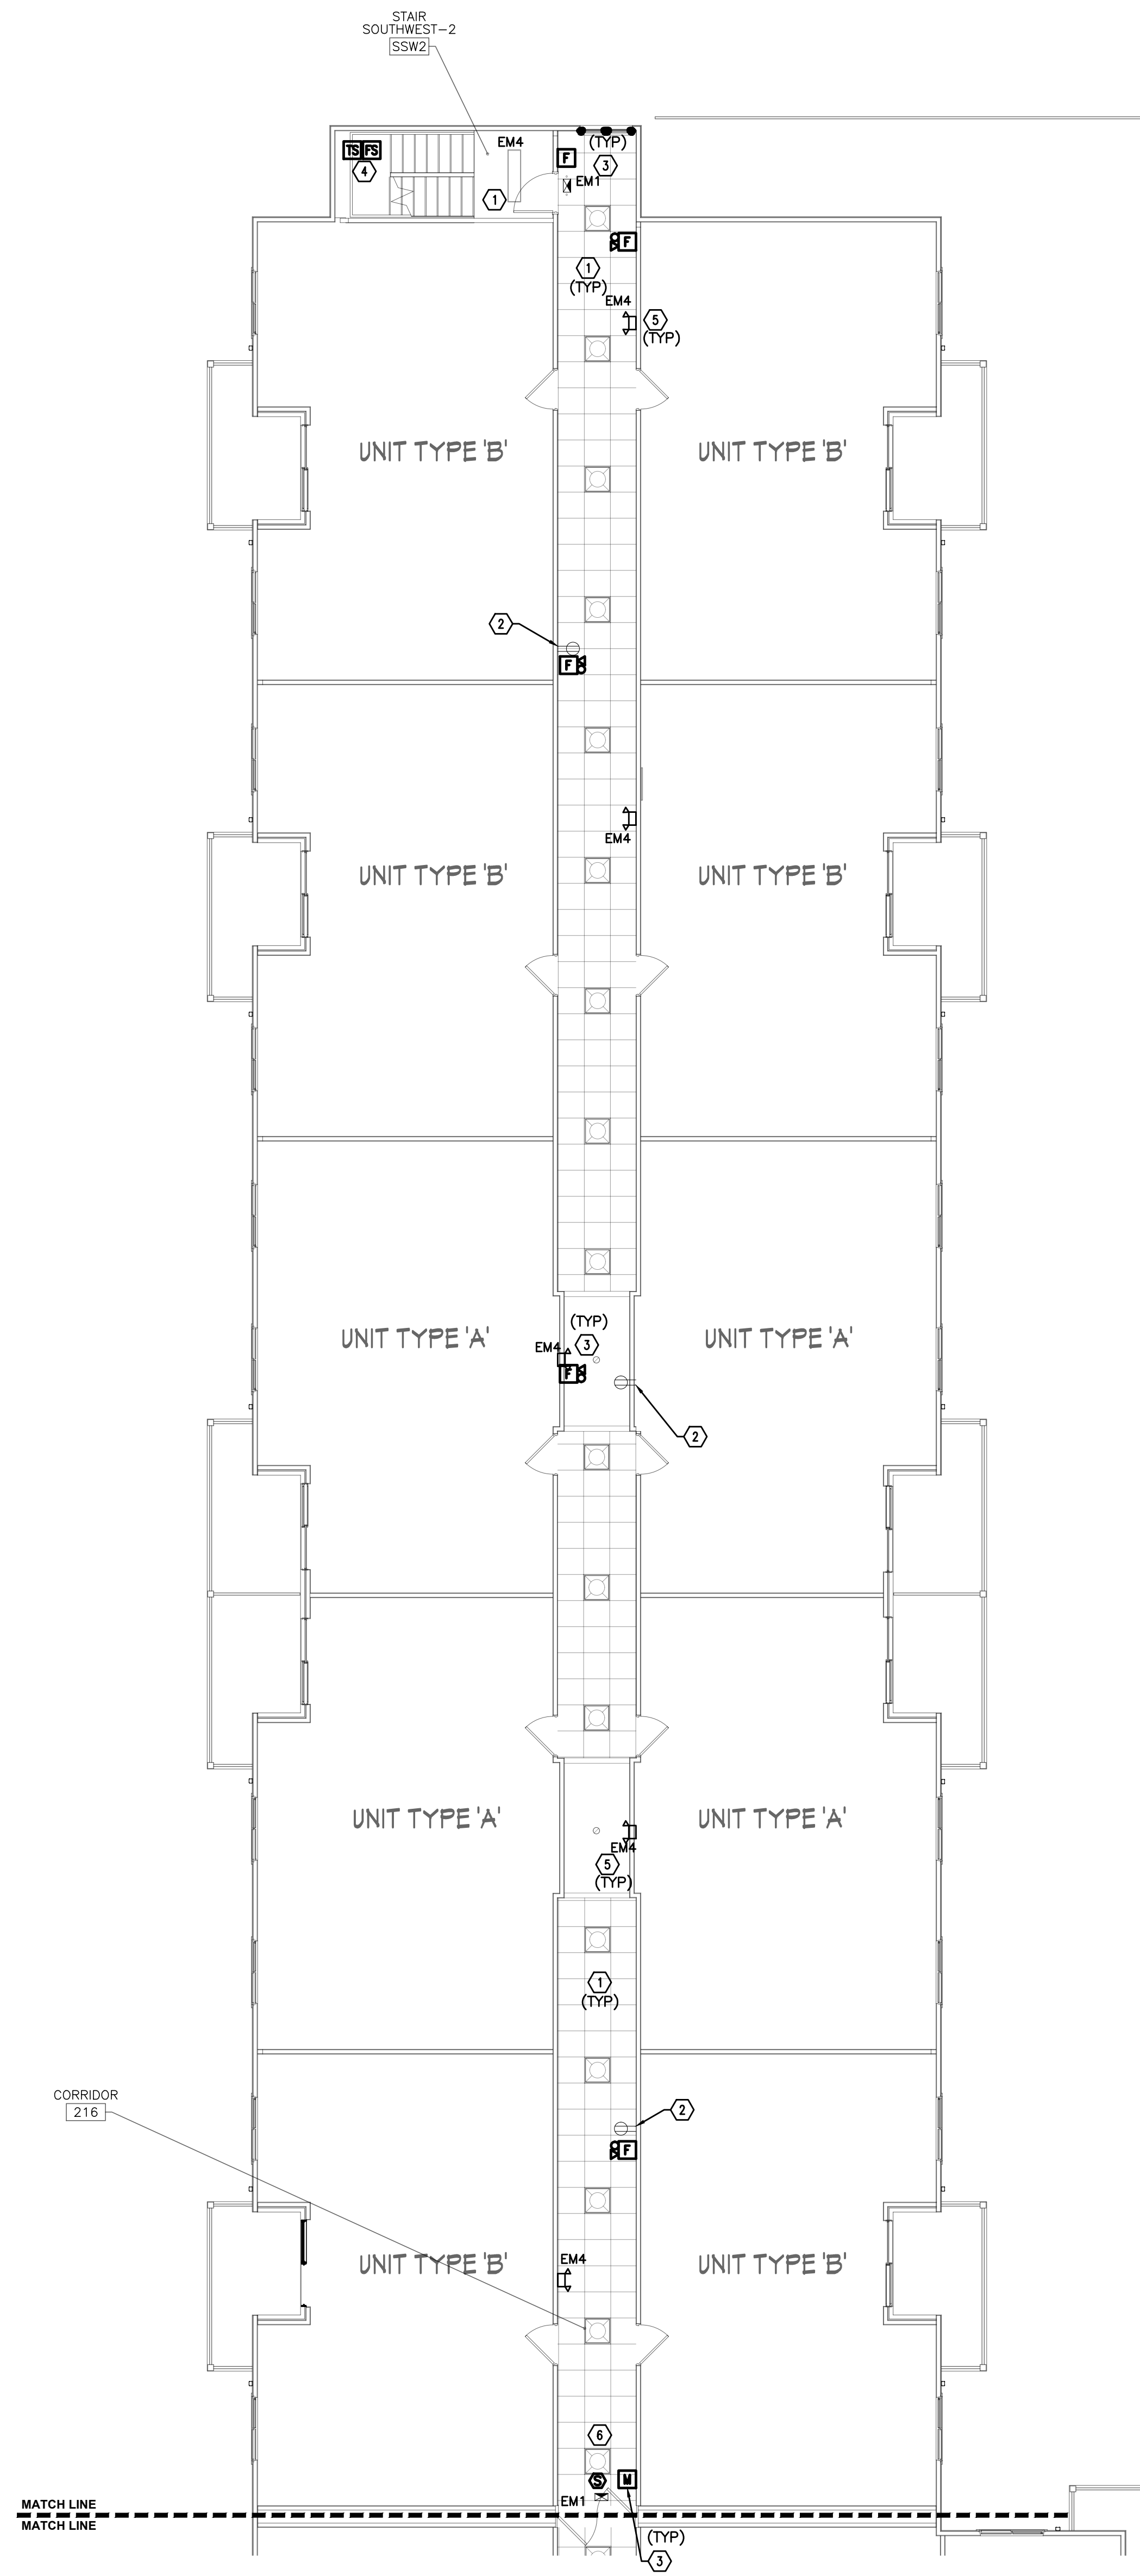 STAIR
SOUTHWEST-2
SSW2
TS FS
4
EM4
1
F
(TYP)
3
EM1
F
1
(TYP)
EM4
5
(TYP)
UNIT TYPE 'B'
UNIT TYPE 'B'
2
F
EM4
UNIT TYPE 'B'
UNIT TYPE 'B'
(TYP)
3
EM4
F
UNIT TYPE 'A'
UNIT TYPE 'A'
2
UNIT TYPE 'A'
UNIT TYPE 'A'
EM4
5
(TYP)
1
(TYP)
CORRIDOR
216
2
F
EM4
UNIT TYPE 'B'
UNIT TYPE 'B'
6
S
M
EM1
MATCH LINE
MATCH LINE
(TYP)
3